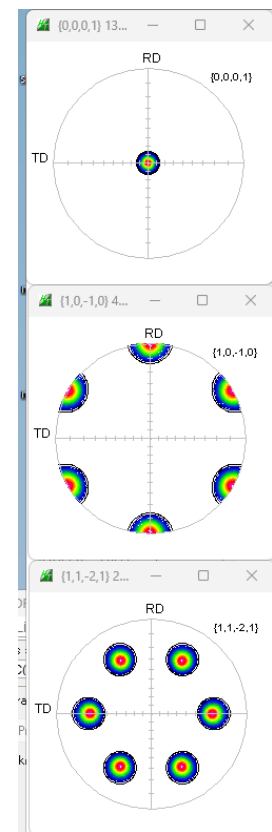 {0,0,0,1} 13...
RD
{0,0,0,1}
TD
{1,0,-1,0} 4...
RD
{1,0,-1,0}
TD
{1,1,-2,1} 2...
RD
{1,1,-2,1}
TD